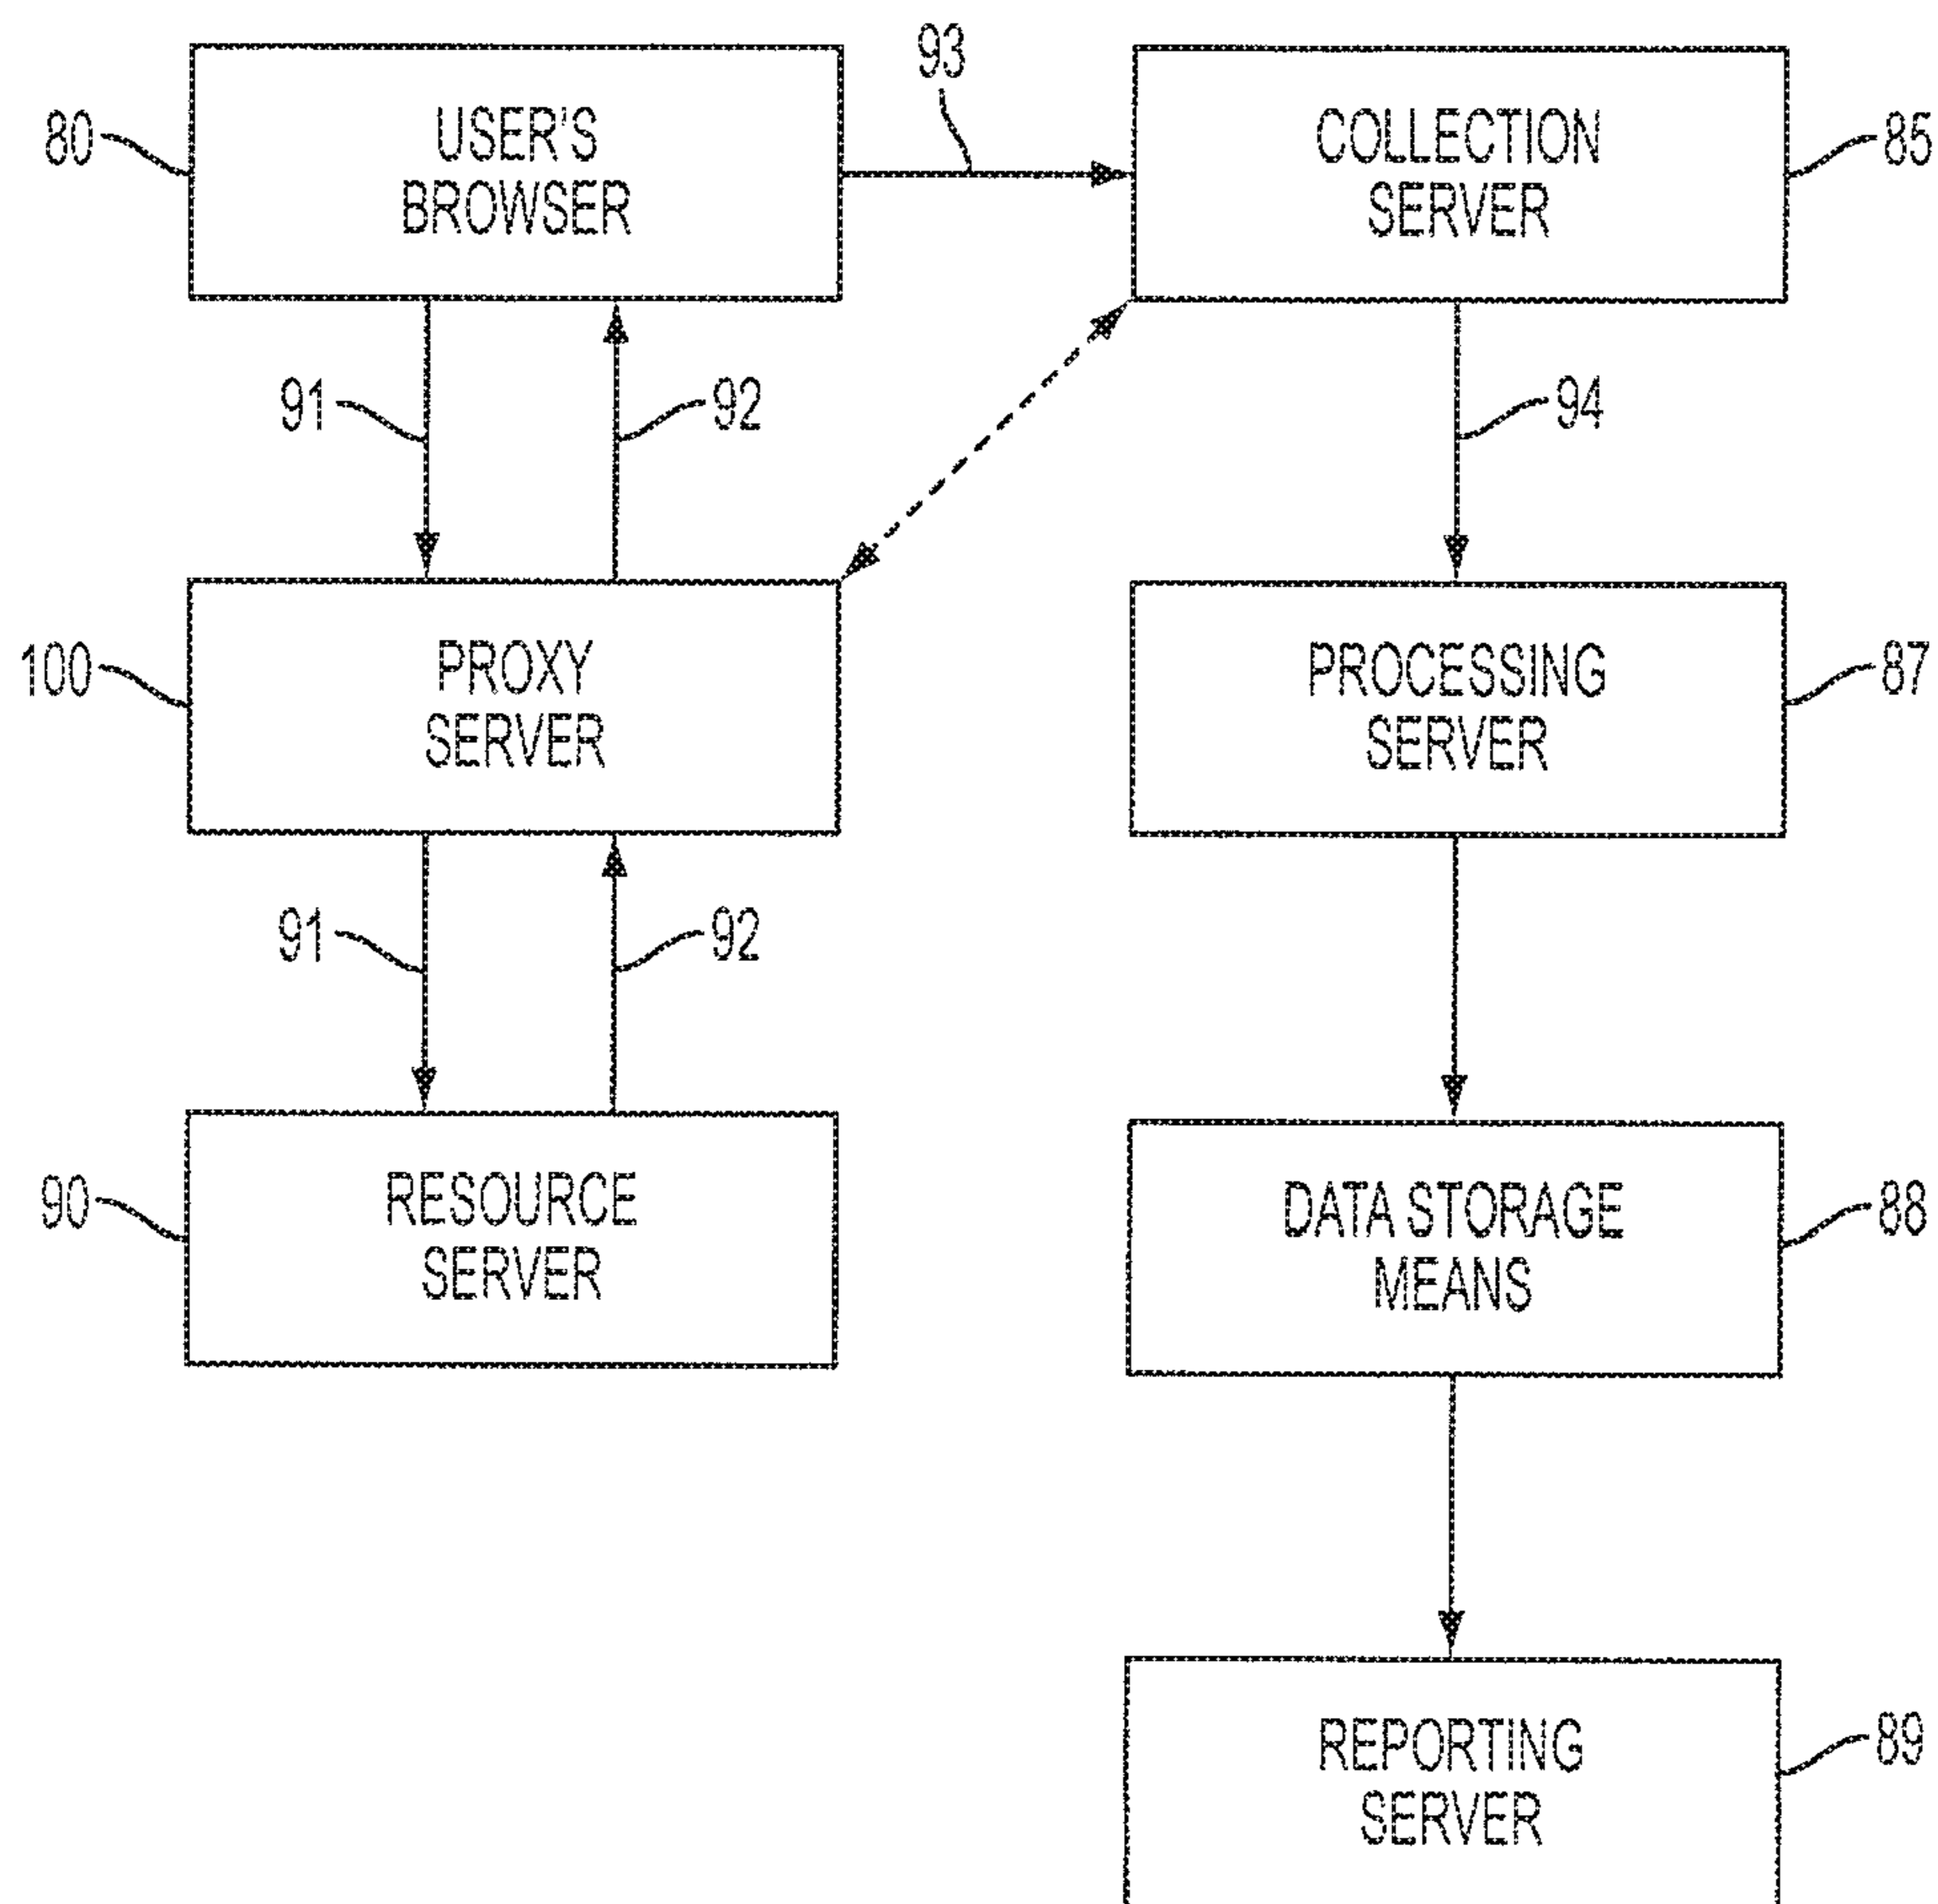 93
80
USER'S
BROWSER
COLLECTION
SERVER
85
91
92
94
100
PROXY
SERVER
PROCESSING
SERVER
87
91
92
90
RESOURCE
SERVER
DATA STORAGE
MEANS
88
REPORTING
SERVER
89